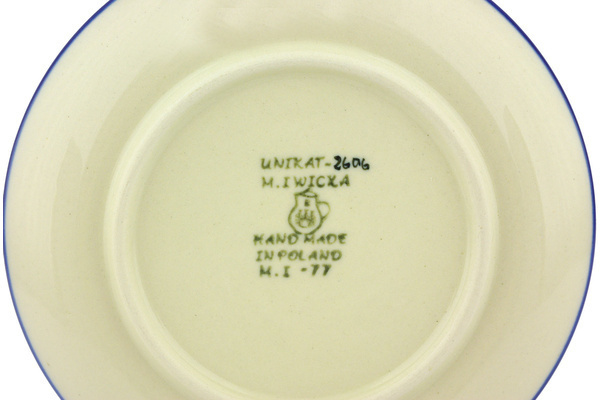 UNIKAT-2606
M.IWICKA
HAND MADE
IN POLAND
M.I -77